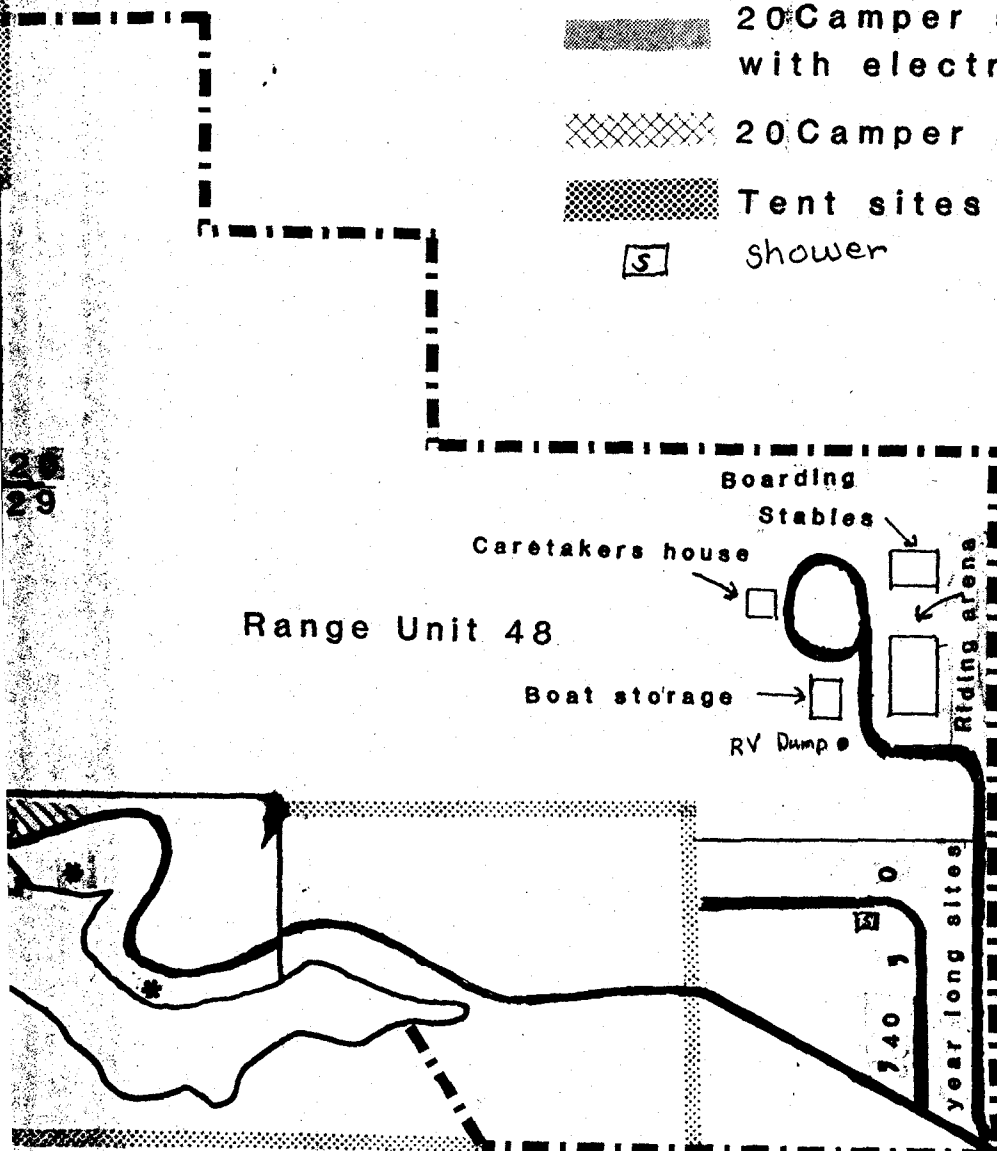 20 Camper
with electr
20 Camper
Tent sites
S shower
26
29
Boarding
Stables
Caretakers house
Riding arena
Range Unit 48
Boat storage
RV Dump
year long sites
S